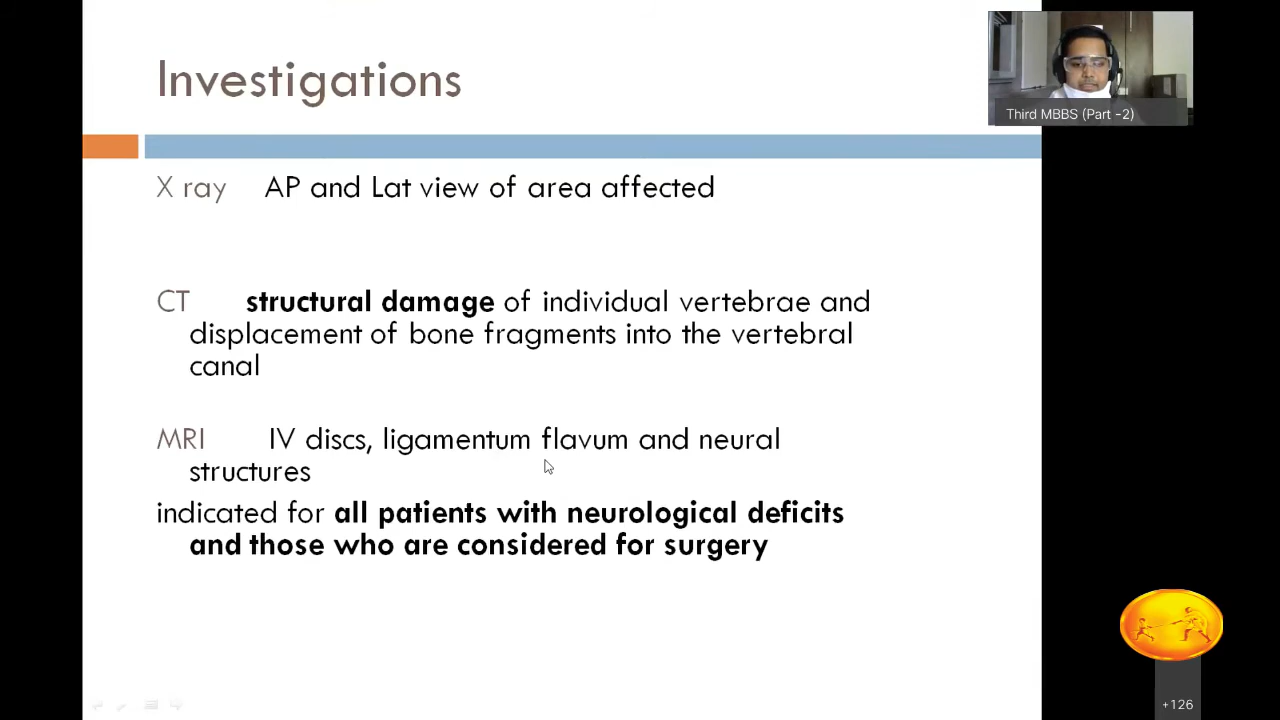 Investigations
Third MBBS (Part -2)
X ray AP and Lat view of area affected
CT structural damage of individual vertebrae and
displacement of bone fragments into the vertebral
canal
MRI IV discs, ligamentum flavum and neural
structures
indicated for all patients with neurological deficits
and those who are considered for surgery
+126